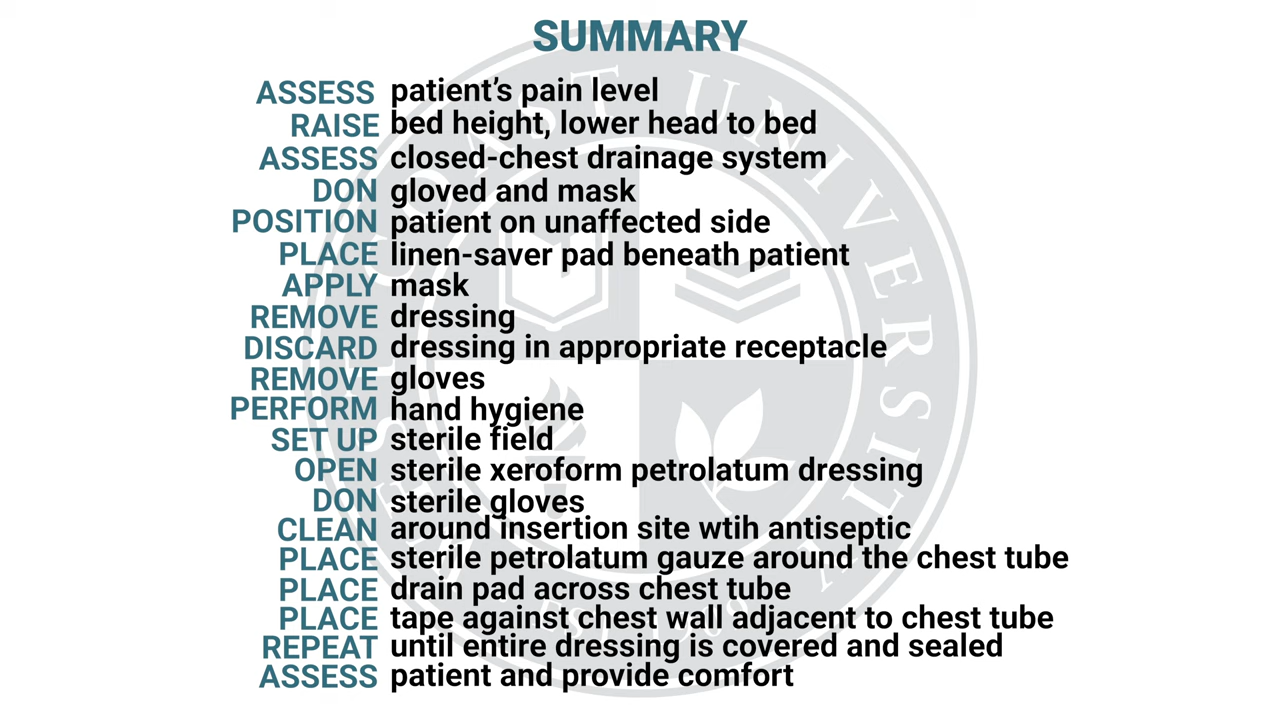 SUMMARY
ASSESS patient's pain level
RAISE bed height, lower head to bed
ASSESS closed-chest drainage system
DON gloved and mask
POSITION patient on unaffected side
PLACE linen-saver pad beneath patient
APPLY mask
REMOVE dressing
DISCARD dressing in appropriate receptacle
REMOVE gloves
PERFORM hand hygiene
SET UP sterile field
OPEN sterile xeroform petrolatum dressing
DON sterile gloves
CLEAN around insertion site wtih antiseptic
PLACE sterile petrolatum gauze around the chest tube
PLACE drain pad across chest tube
PLACE tape against chest wall adjacent to chest tube
REPEAT until entire dressing is covered and sealed
ASSESS patient and provide comfort
UNIVERSITY